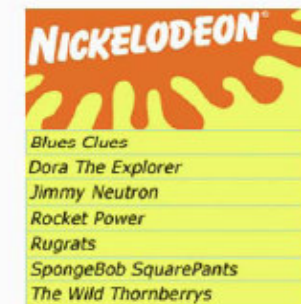 NICKELODEON®
Blues Clues
Dora The Explorer
Jimmy Neutron
Rocket Power
Rugrats
SpongeBob SquarePants
The Wild Thornberrys